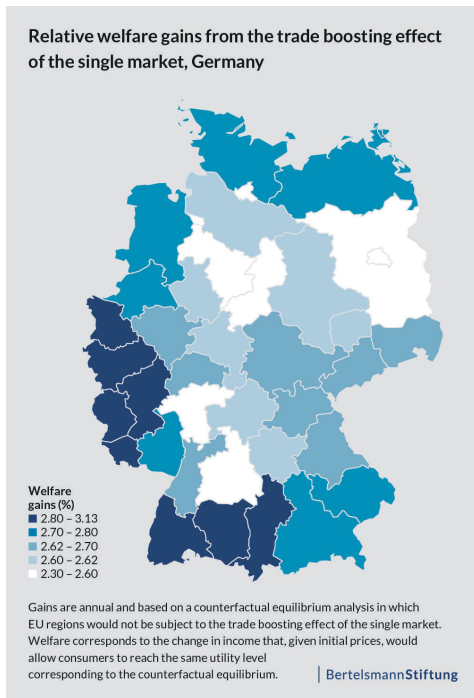 Relative welfare gains from the trade boosting effect
of the single market, Germany
Welfare
gains (%)
2.80 – 3.13
2.70 – 2.80
2.62 – 2.70
2.60 – 2.62
2.30 – 2.60
Gains are annual and based on a counterfactual equilibrium analysis in which
EU regions would not be subject to the trade boosting effect of the single market.
Welfare corresponds to the change in income that, given initial prices, would
allow consumers to reach the same utility level
corresponding to the counterfactual equilibrium.
BertelsmannStiftung